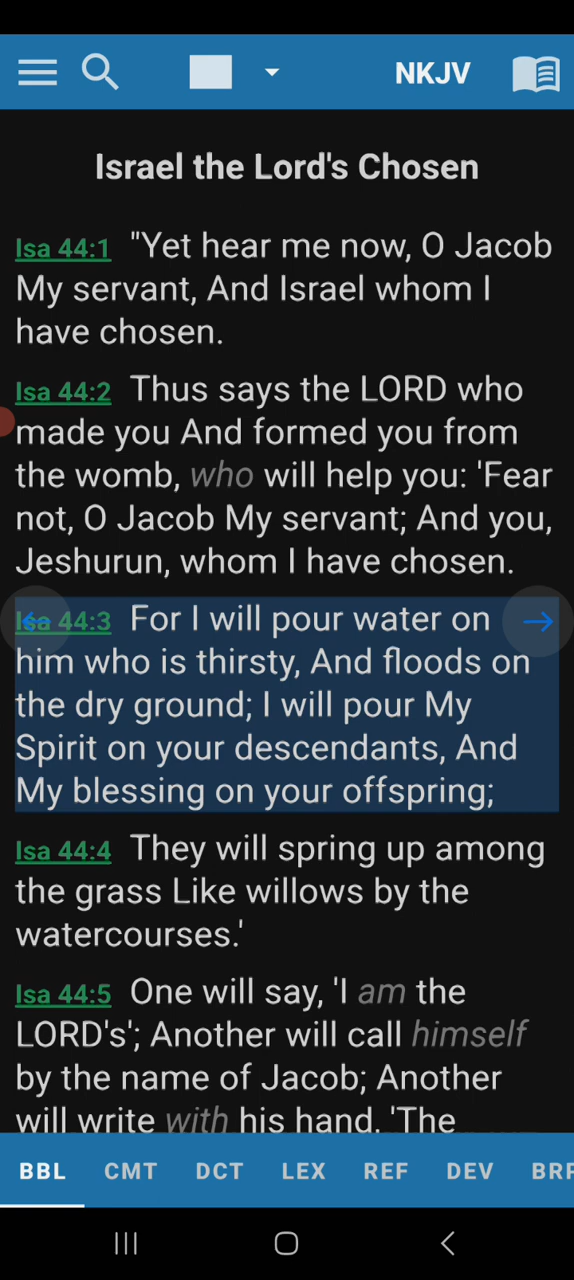 NKJV
Israel the Lord's Chosen
Isa 44:1 "Yet hear me now, O Jacob
My servant, And Israel whom I
have chosen.
Isa 44:2 Thus says the LORD who
made you And formed you from
the womb, who will help you: 'Fear
not, O Jacob My servant; And you,
Jeshurun, whom I have chosen.
Isa 44:3 For I will pour water on
him who is thirsty, And floods on
the dry ground; I will pour My
Spirit on your descendants, And
My blessing on your offspring;
Isa 44:4 They will spring up among
the grass Like willows by the
watercourses.'
Isa 44:5 One will say, 'I am the
LORD's'; Another will call himself
by the name of Jacob; Another
will write with his hand, 'The
BBL CMT DCT LEX REF DEV BRF